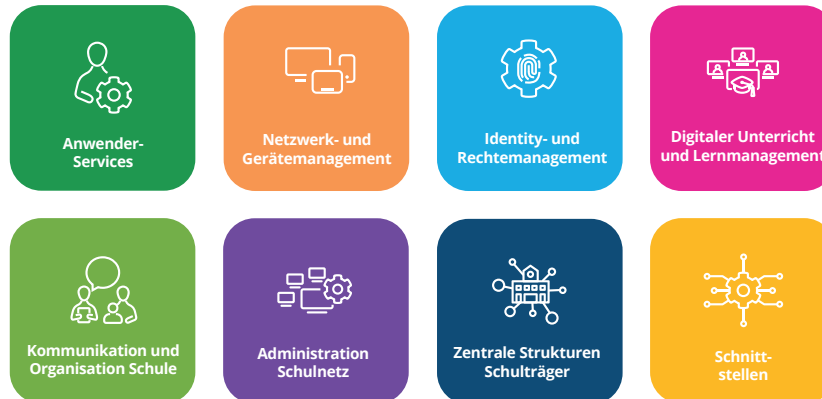 Anwender-
Services
Netzwerk- und
Gerätemanagement
Identity- und
Rechtemanagement
Digitaler Unterricht
und Lernmanagement
Kommunikation und
Organisation Schule
Administration
Schulnetz
Zentrale Strukturen
Schulträger
Schnitt-
stellen